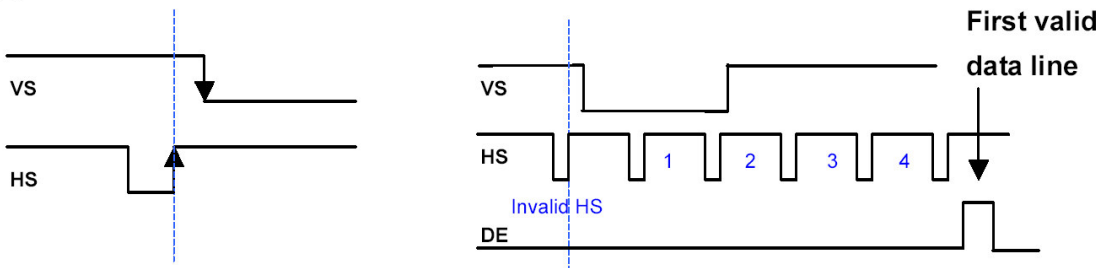 VS
HS
First valid
data line
VS
HS
1
2
3
4
Invalid HS
DE